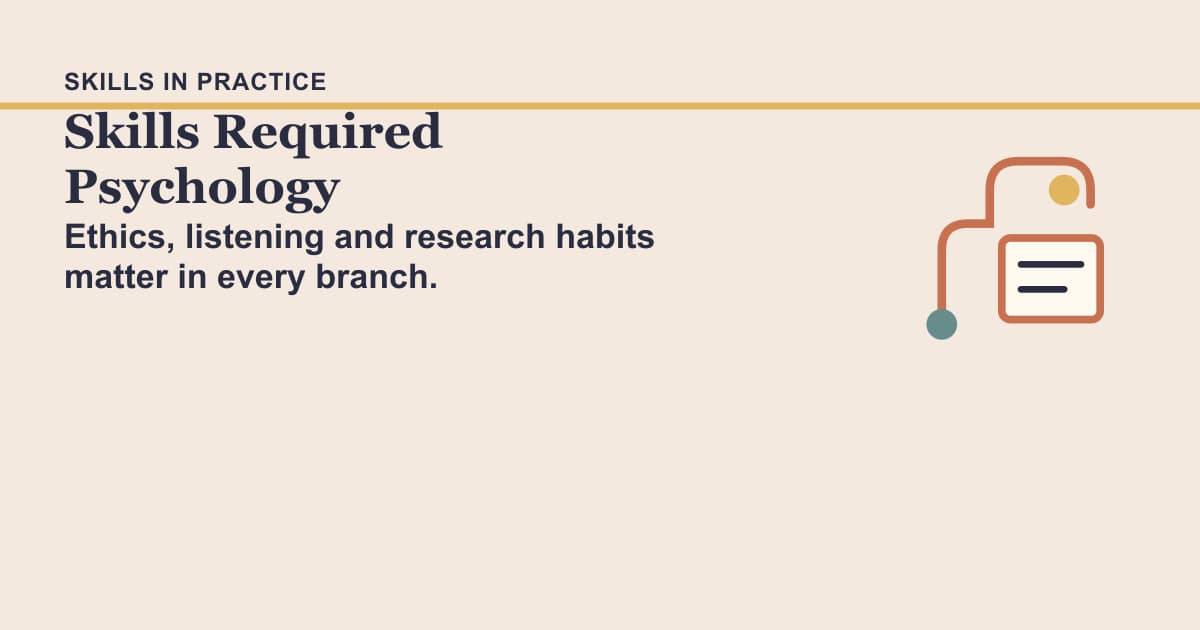 SKILLS IN PRACTICE
Skills Required
Psychology
Ethics, listening and research habits
matter in every branch.